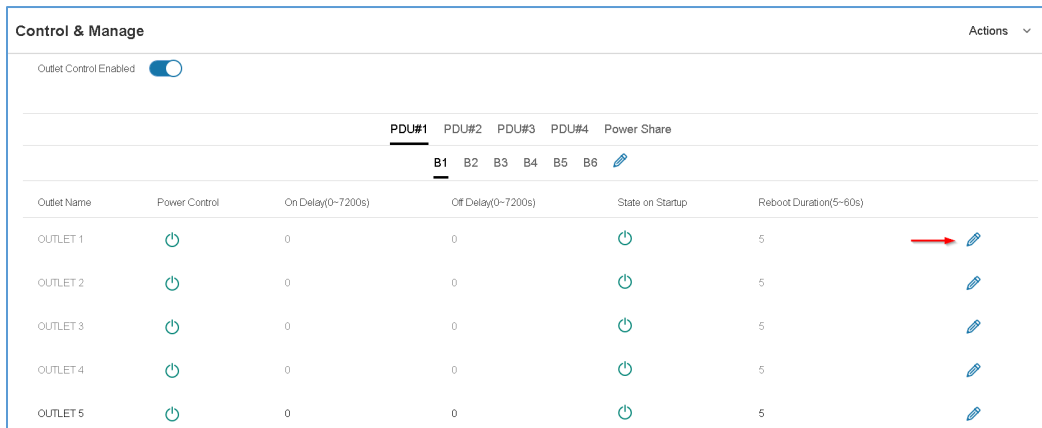 Control & Manage Actions
Outlet Control Enabled
PDU#1 PDU#2 PDU#3 PDU#4 Power Share
B1 B2 B3 B4 B5 B6
Outlet Name Power Control On Delay(0~7200s) Off Delay(0~7200s) State on Startup Reboot Duration(5~60s)
OUTLET 1 0 0 5
OUTLET 2 0 0 5
OUTLET 3 0 0 5
OUTLET 4 0 0 5
OUTLET 5 0 0 5